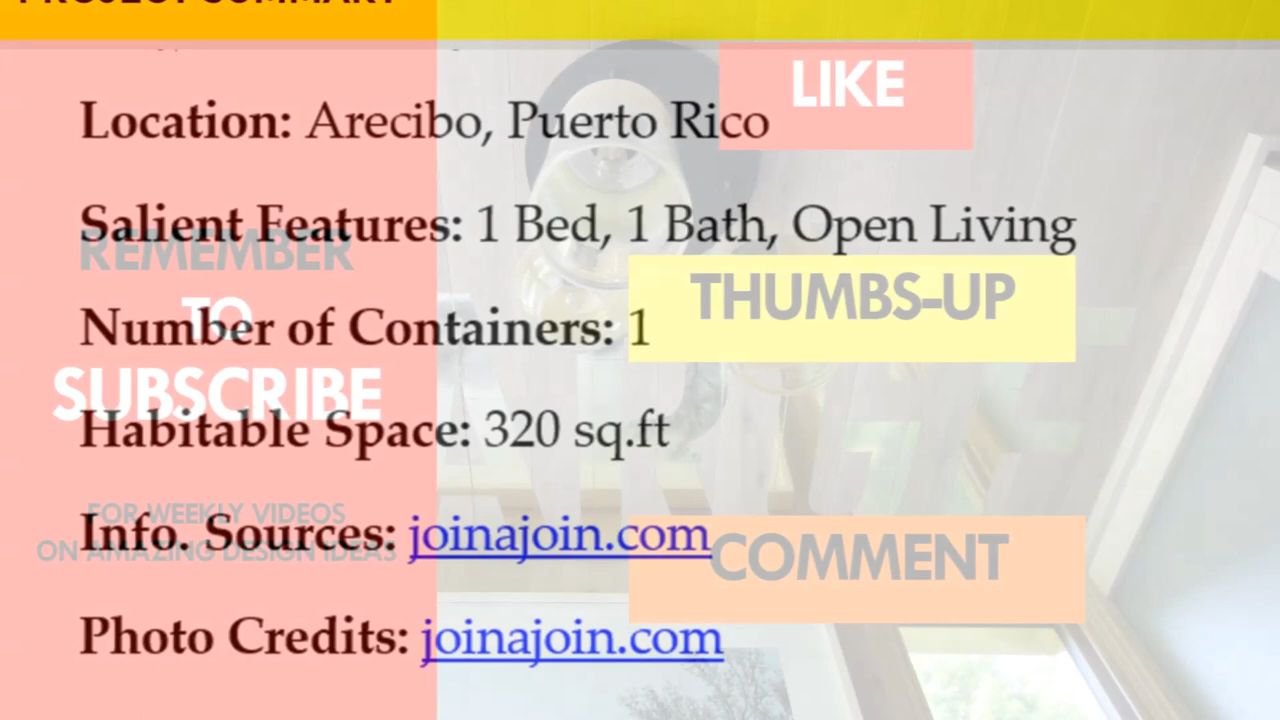 PROJECT SUMMARY
Location: Arecibo, Puerto Rico
LIKE
Salient Features: 1 Bed, 1 Bath, Open Living
REMEMBER
TO
SUBSCRIBE
THUMBS-UP
Number of Containers: 1
Habitable Space: 320 sq.ft
FOR WEEKLY VIDEOS
ON AMAZING DESIGN IDEAS
Info. Sources: joinajoin.com
COMMENT
Photo Credits: joinajoin.com